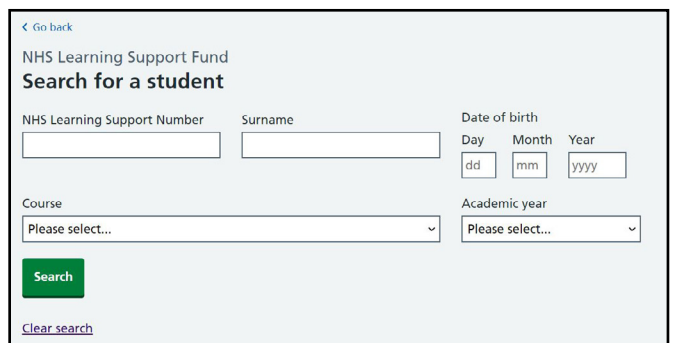 Go back
NHS Learning Support Fund
Search for a student
NHS Learning Support Number
Surname
Date of birth
Day Month Year
dd mm yyyy
Course
Please select...
Academic year
Please select...
Search
Clear search